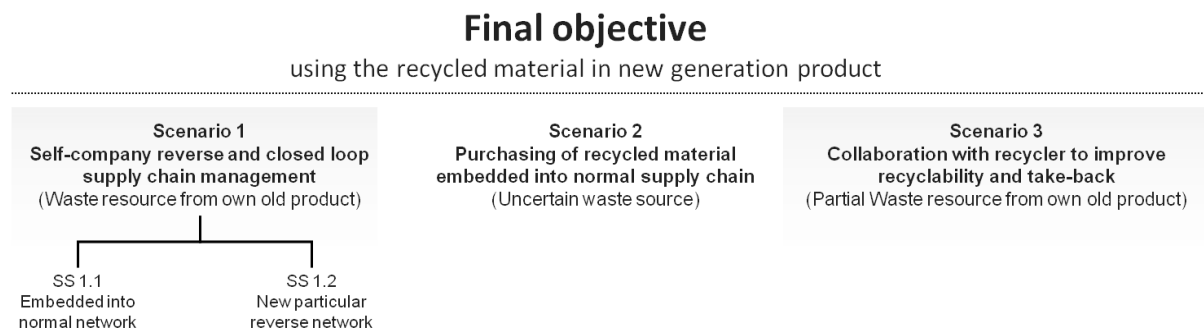 Final objective
using the recycled material in new generation product
Scenario 1
Self-company reverse and closed loop
supply chain management
(Waste resource from own old product)
SS 1.1
Embedded into
normal network
SS 1.2
New particular
reverse network
Scenario 2
Purchasing of recycled material
embedded into normal supply chain
(Uncertain waste source)
Scenario 3
Collaboration with recycler to improve
recyclability and take-back
(Partial Waste resource from own old product)